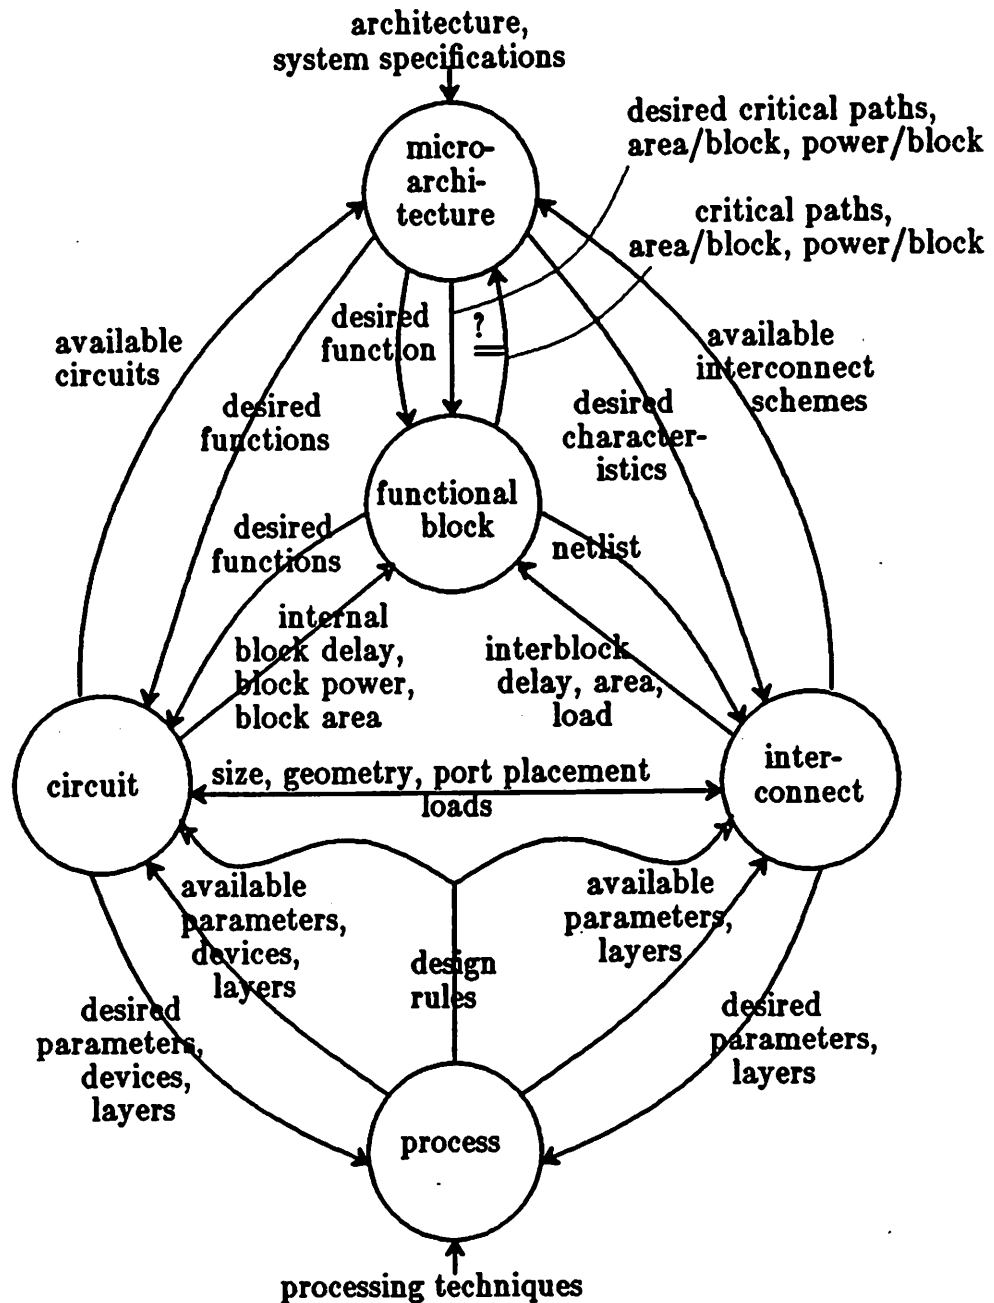 architecture,
system specifications
desired critical paths,
area/block, power/block
micro-
archi-
tecture
critical paths,
area/block, power/block
desired
function
?
available
circuits
available
interconnect
schemes
desired
functions
desired
character-
istics
functional
block
desired
functions
netlist
internal
block delay,
block power,
block area
interblock
delay, area,
load
circuit
size, geometry, port placement
loads
inter-
connect
available
parameters,
devices,
layers
available
parameters,
layers
design
rules
desired
parameters,
devices,
layers
desired
parameters,
layers
process
processing techniques